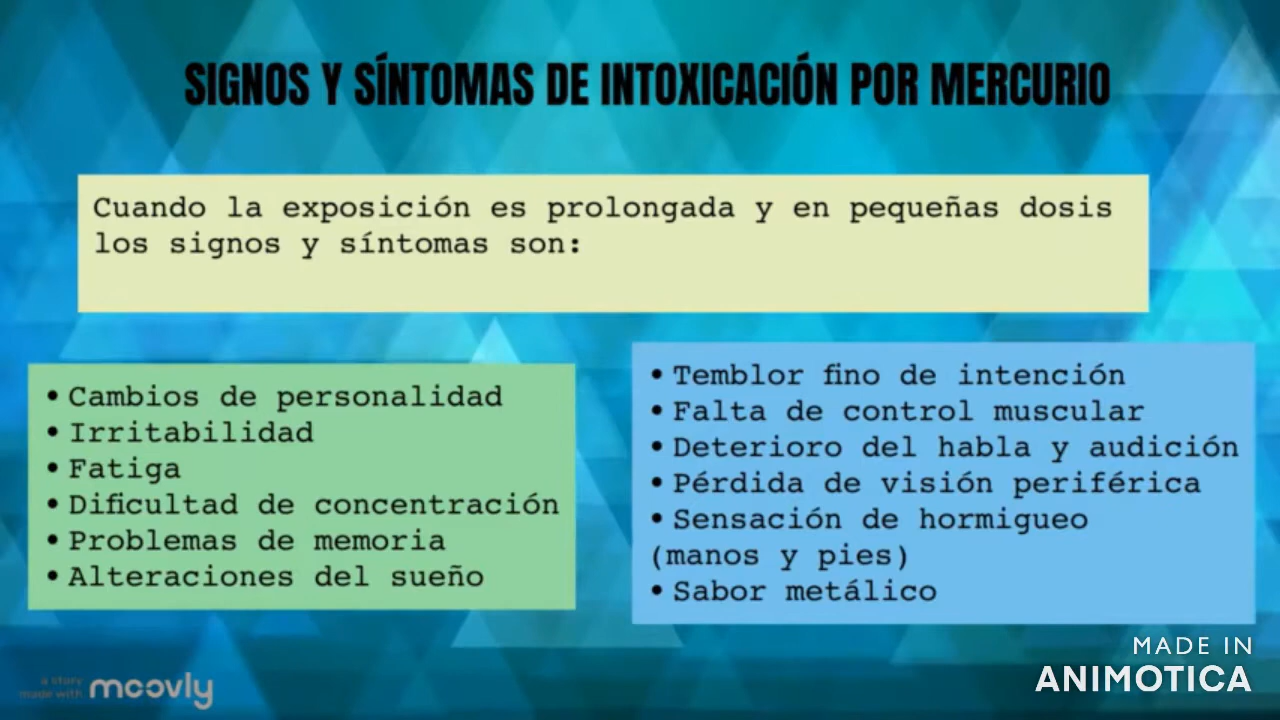 SIGNOS Y SÍNTOMAS DE INTOXICACIÓN POR MERCURIO
Cuando la exposición es prolongada y en pequeñas dosis
los signos y síntomas son:
• Cambios de personalidad
• Irritabilidad
• Fatiga
• Dificultad de concentración
• Problemas de memoria
• Alteraciones del sueño
• Temblor fino de intención
• Falta de control muscular
• Deterioro del habla y audición
• Pérdida de visión periférica
• Sensación de hormigueo
(manos y pies)
• Sabor metálico
a story
made with moovly
MADE IN
ANIMOTICA